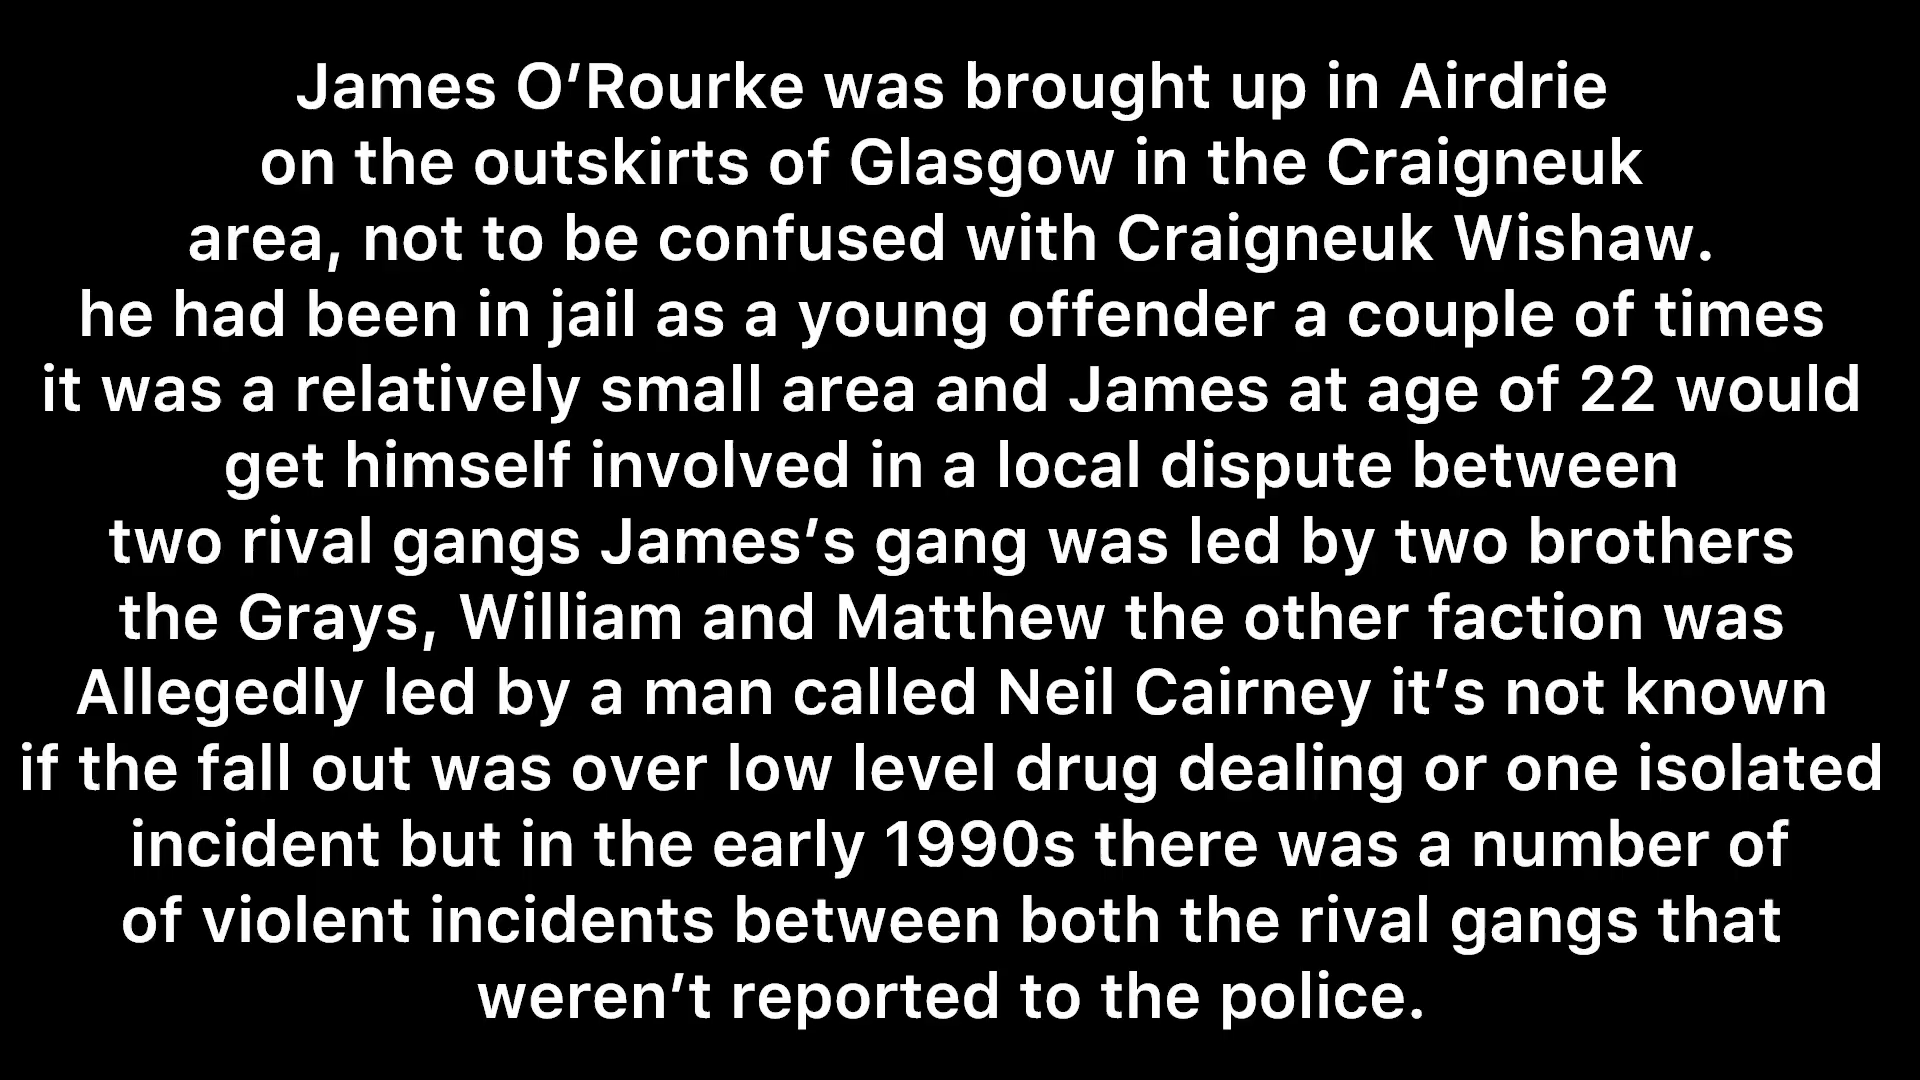 James O’Rourke was brought up in Airdrie
on the outskirts of Glasgow in the Craigneuk
area, not to be confused with Craigneuk Wishaw.
he had been in jail as a young offender a couple of times
it was a relatively small area and James at age of 22 would
get himself involved in a local dispute between
two rival gangs James’s gang was led by two brothers
the Grays, William and Matthew the other faction was
Allegedly led by a man called Neil Cairney it’s not known
if the fall out was over low level drug dealing or one isolated
incident but in the early 1990s there was a number of
of violent incidents between both the rival gangs that
weren’t reported to the police.